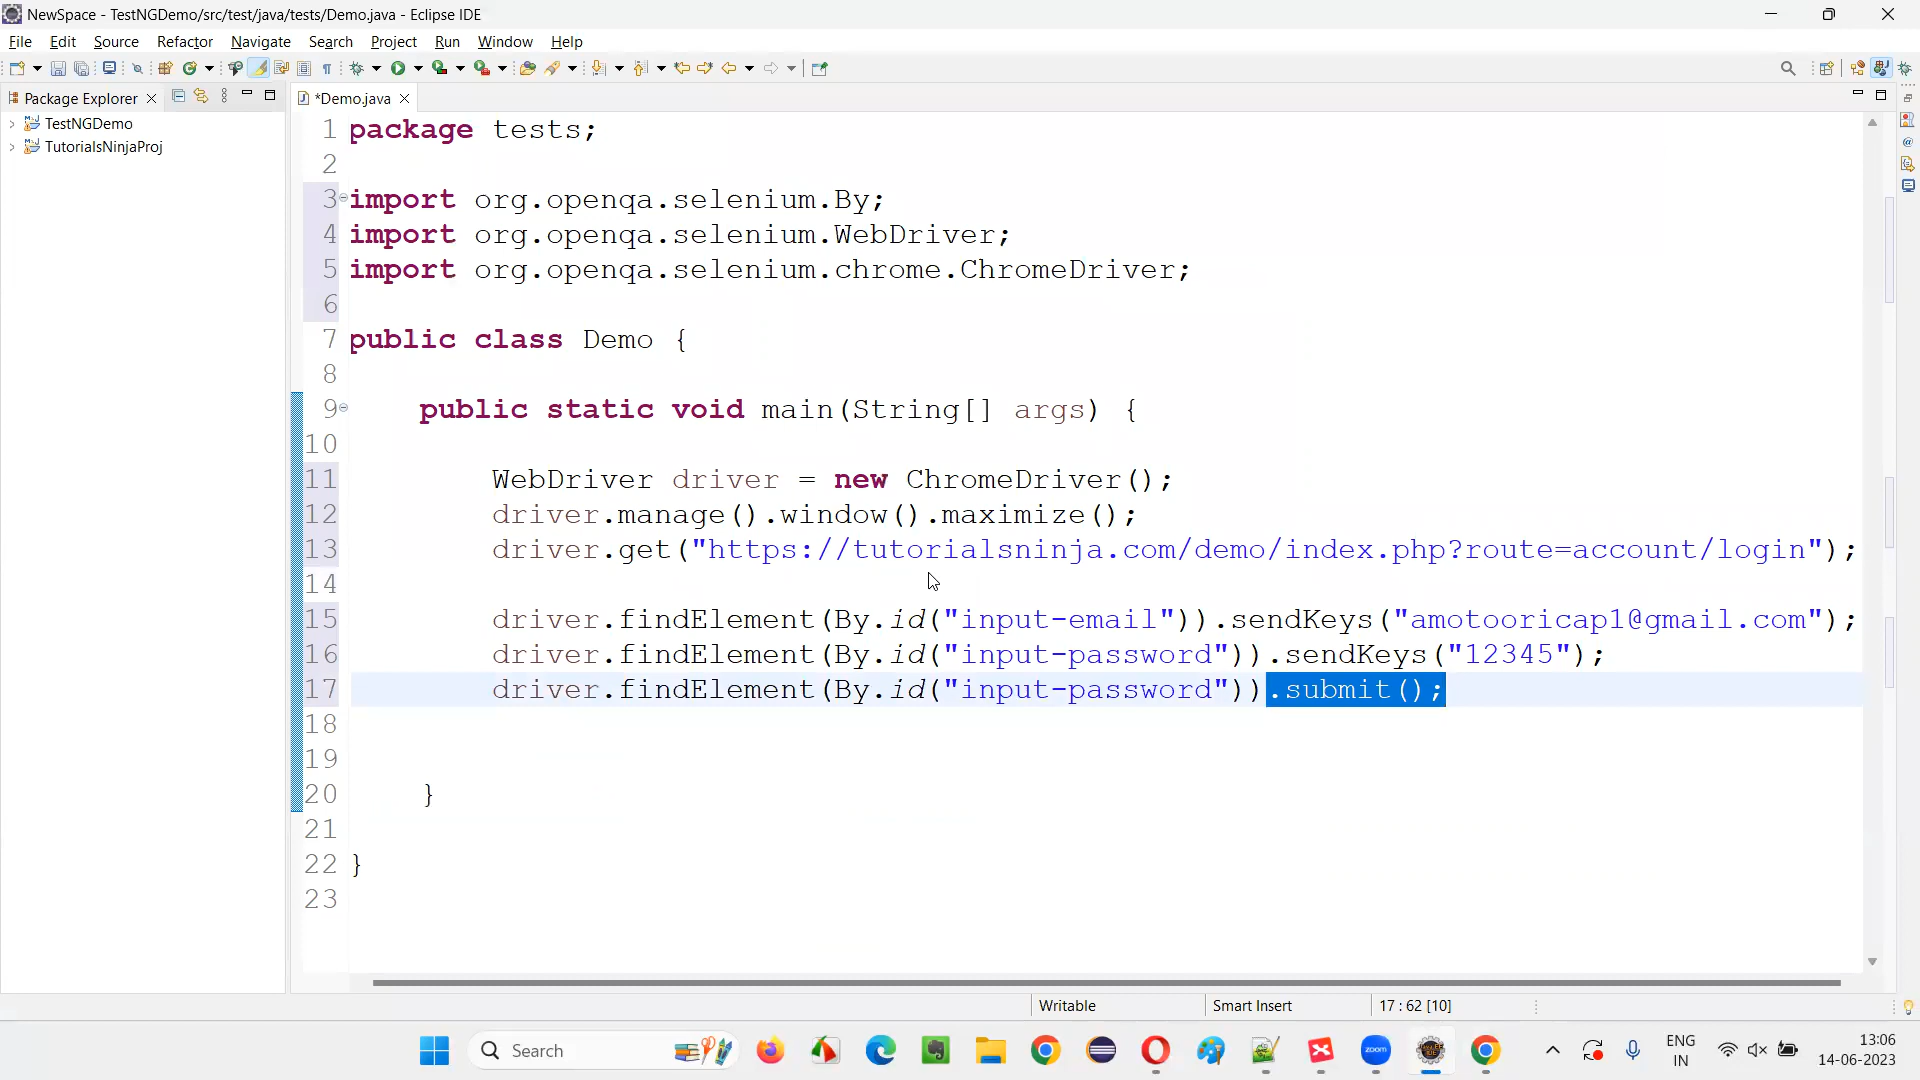 NewSpace - TestNGDemo/src/test/java/tests/Demo.java - Eclipse IDE
File Edit Source Refactor Navigate Search Project Run Window Help
Package Explorer
*Demo.java
TestNGDemo
TutorialsNinjaProj
1 package tests;
2
3 import org.openqa.selenium.By;
4 import org.openqa.selenium.WebDriver;
5 import org.openqa.selenium.chrome.ChromeDriver;
6
7 public class Demo {
8
9 public static void main(String[] args) {
10
11 WebDriver driver = new ChromeDriver();
12 driver.manage().window().maximize();
13 driver.get("https://tutorialsninja.com/demo/index.php?route=account/login");
14
15 driver.findElement(By.id("input-email")).sendKeys("amotooricap1@gmail.com");
16 driver.findElement(By.id("input-password")).sendKeys("12345");
17 driver.findElement(By.id("input-password")).submit();
18
19
20 }
21
22 }
23
Writable Smart Insert 17 : 62 [10]
Search
zoom
ENG
IN
13:06
14-06-2023